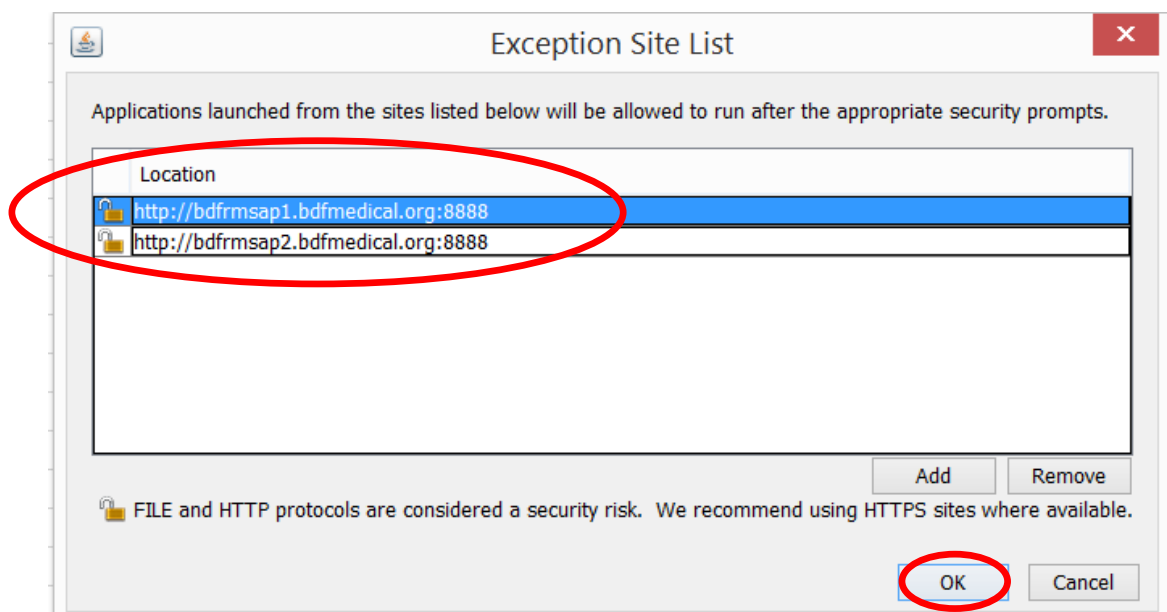 Exception Site List
Applications launched from the sites listed below will be allowed to run after the appropriate security prompts.
Location
http://bdfrmsap1.bdfmedical.org:8888
http://bdfrmsap2.bdfmedical.org:8888
Add Remove
FILE and HTTP protocols are considered a security risk. We recommend using HTTPS sites where available.
OK Cancel